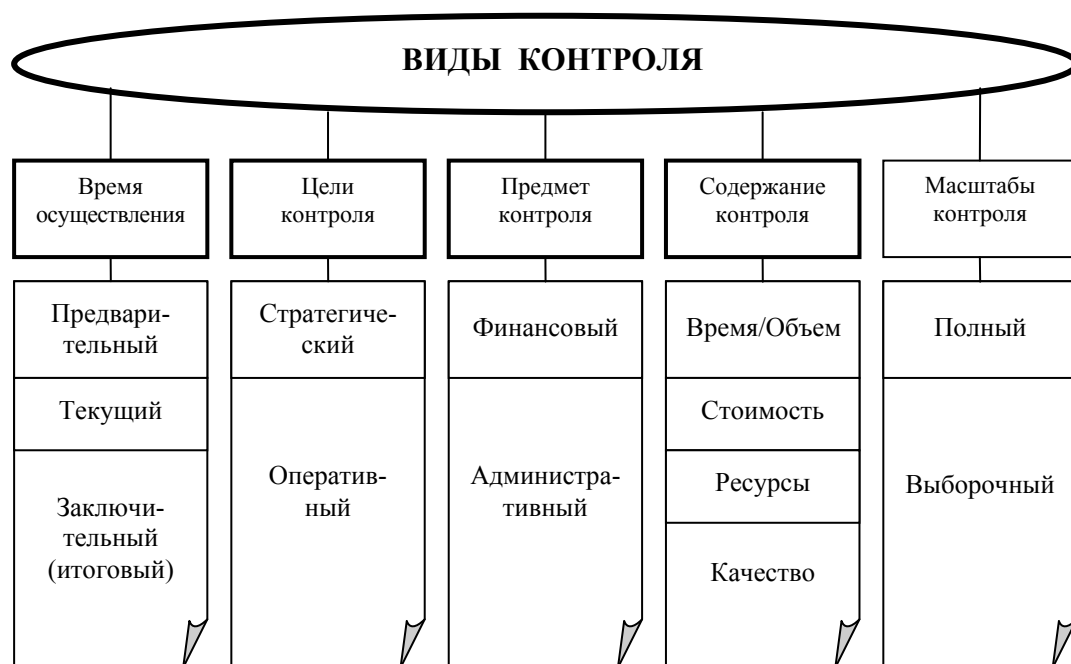 ВИДЫ КОНТРОЛЯ
Время
осуществления
Цели
контроля
Предмет
контроля
Содержание
контроля
Масштабы
контроля
Предвари-
тельный
Текущий
Заключи-
тельный
(итоговый)
Стратегиче-
ский
Оператив-
ный
Финансовый
Администра-
тивный
Время/Объем
Стоимость
Ресурсы
Качество
Полный
Выборочный